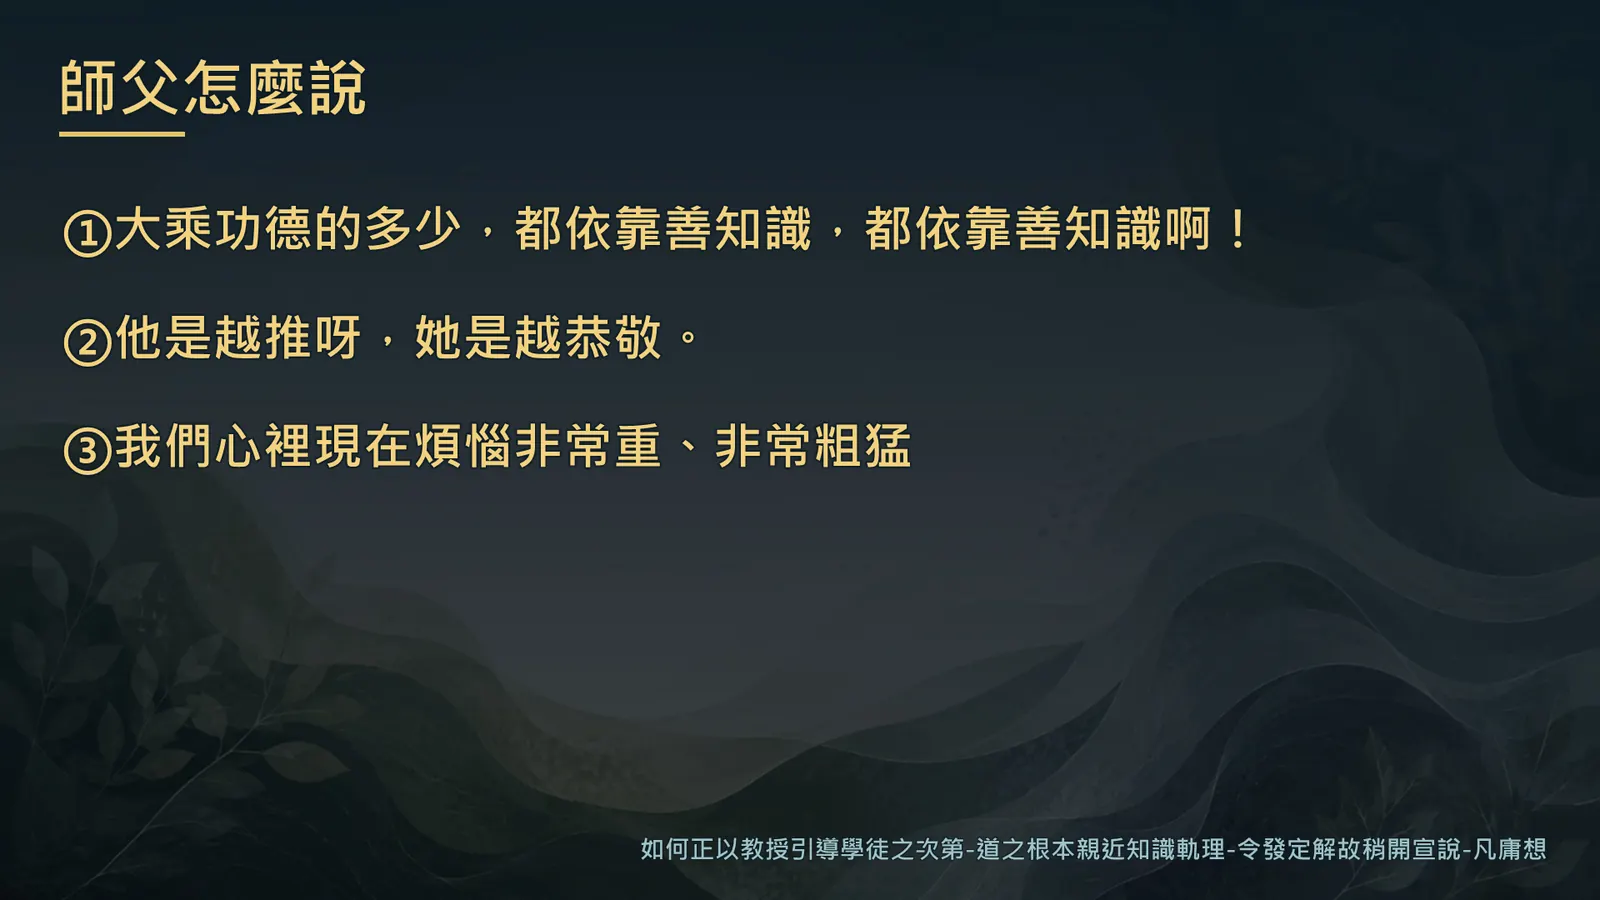 師父怎麼說
①大乘功德的多少，都依靠善知識，都依靠善知識啊！
②他是越推呀，她是越恭敬。
③我們心裡現在煩惱非常重、非常粗猛
如何正以教授引導學徒之次第-道之根本親近知識軌理-令發定解故稍開宣說-凡庸想